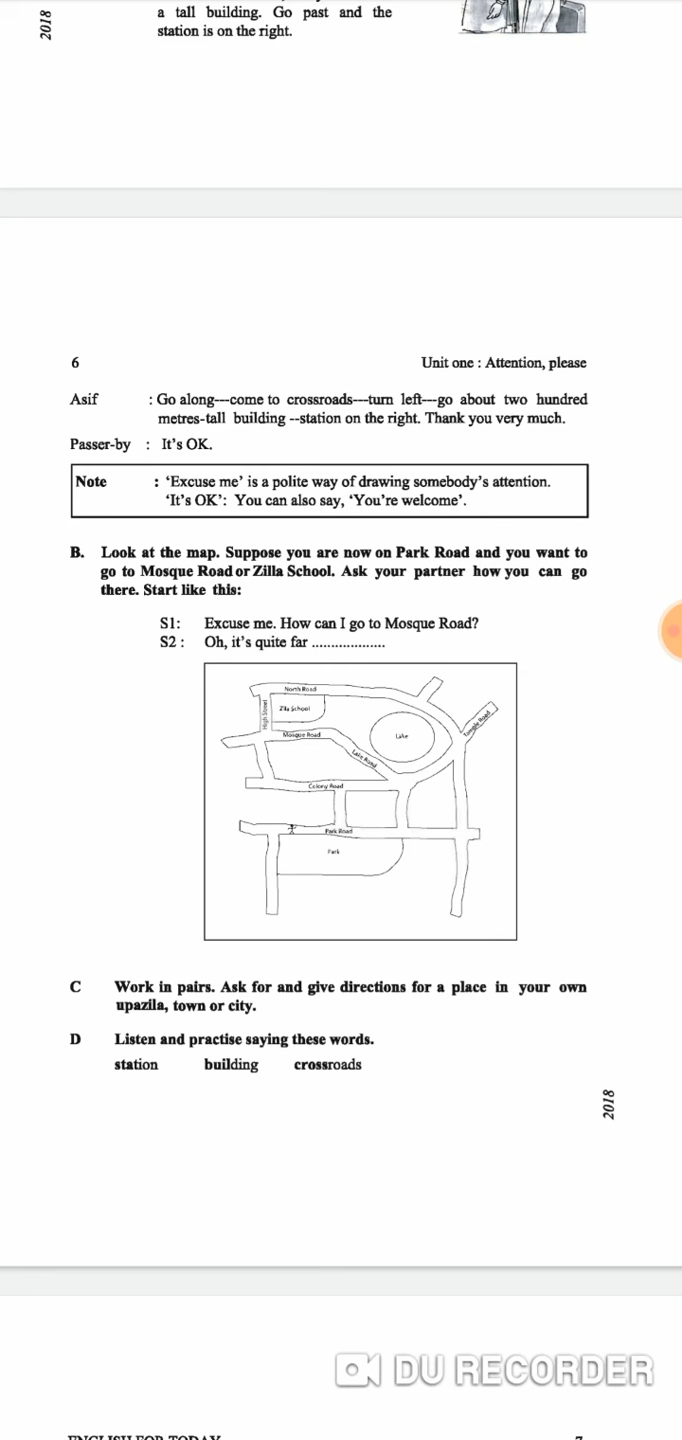 a tall building. Go past and the
station is on the right.
2018
6
Unit one : Attention, please
Asif : Go along---come to crossroads---turn left---go about two hundred
metres-tall building --station on the right. Thank you very much.
Passer-by : It's OK.
Note : 'Excuse me' is a polite way of drawing somebody's attention.
'It's OK': You can also say, 'You're welcome'.
B. Look at the map. Suppose you are now on Park Road and you want to
go to Mosque Road or Zilla School. Ask your partner how you can go
there. Start like this:
S1: Excuse me. How can I go to Mosque Road?
S2 : Oh, it's quite far ...................
North Road
High Street
Zila School
Mosque Road
Lake
Temple Road
Lake Road
Colony Road
Park Road
Park
C Work in pairs. Ask for and give directions for a place in your own
upazila, town or city.
D Listen and practise saying these words.
station building crossroads
2018
DU RECORDER
ENGLISH FOR TODAY 7